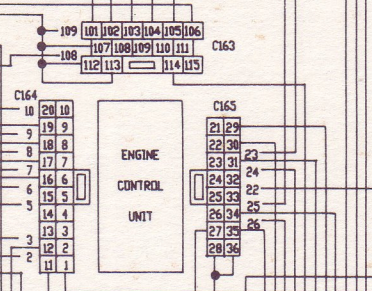 109 101 102 103 104 105 106
107 108 109 110 111 C163
108
112 113 114 115
C164 C165
10 20 10 21 29
9 19 9 22 30
8 18 8 23 31 23
7 17 7 24 32 24
6 16 6 25 33 22
5 15 5 26 34 25
14 4 27 35 26
3 13 3 28 36
2 12 2
11 1
ENGINE
CONTROL
UNIT